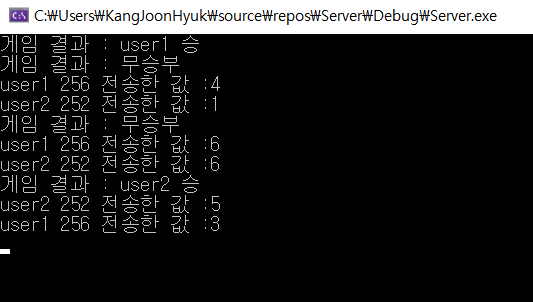 C:\Users\KangJoonHyuk\source\repos\Server\Debug\Server.exe
게임 결과 : user1 승
게임 결과 : 무승부
user1 256 전송한 값 :4
user2 252 전송한 값 :1
게임 결과 : 무승부
user1 256 전송한 값 :6
user2 252 전송한 값 :6
게임 결과 : user2 승
user2 252 전송한 값 :5
user1 256 전송한 값 :3